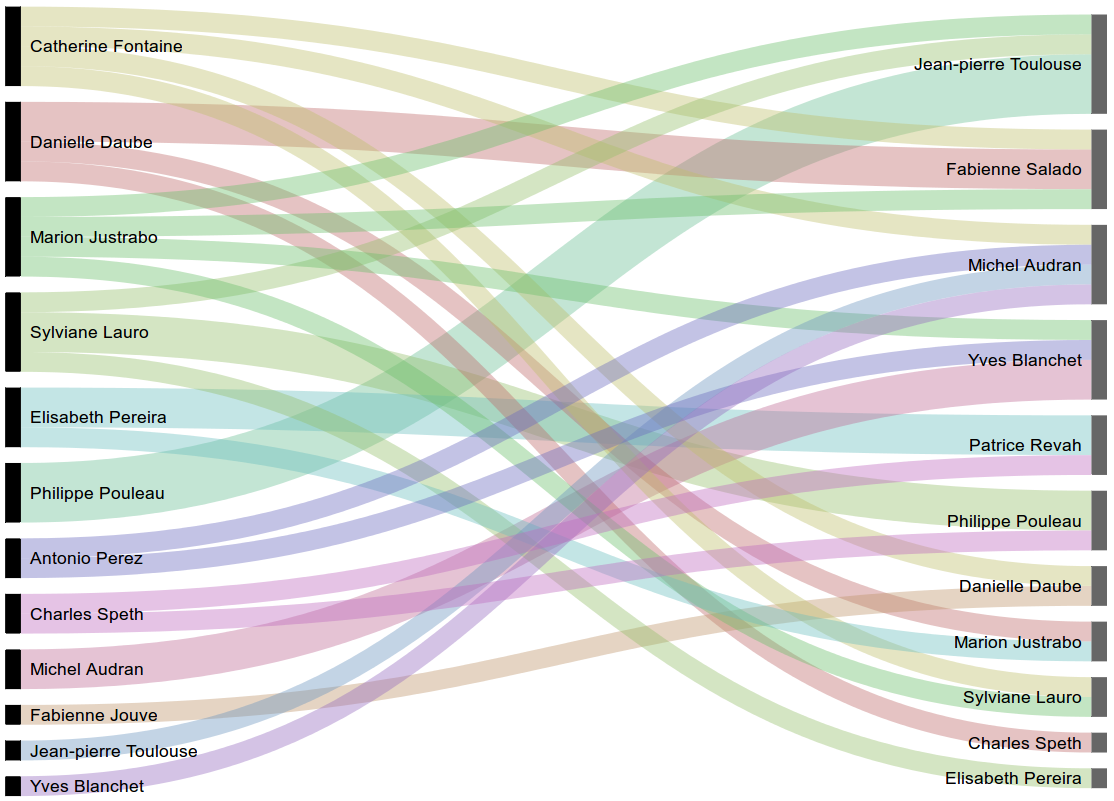 Catherine Fontaine
Danielle Daube
Marion Justrabo
Sylviane Lauro
Elisabeth Pereira
Philippe Pouleau
Antonio Perez
Charles Speth
Michel Audran
Fabienne Jouve
Jean-pierre Toulouse
Yves Blanchet
Jean-pierre Toulouse
Fabienne Salado
Michel Audran
Yves Blanchet
Patrice Revah
Philippe Pouleau
Danielle Daube
Marion Justrabo
Sylviane Lauro
Charles Speth
Elisabeth Pereira